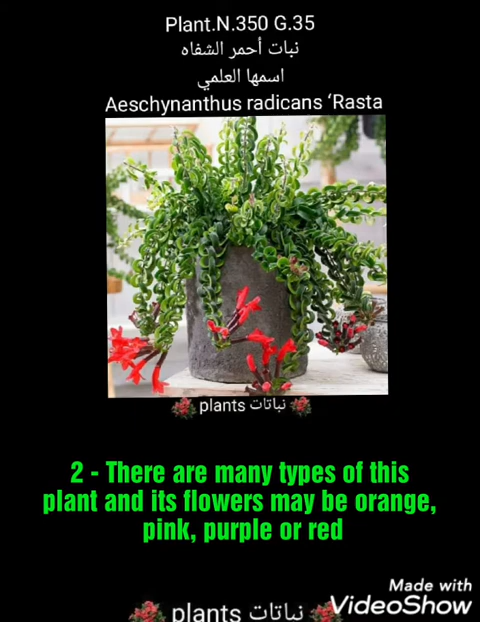 Plant.N.350 G.35
نبات أحمر الشفاه
اسمها العلمي
Aeschynanthus radicans ‘Rasta
plants نباتات
2 - There are many types of this
plant and its flowers may be orange,
pink, purple or red
Made with
VideoShow
plants نباتات